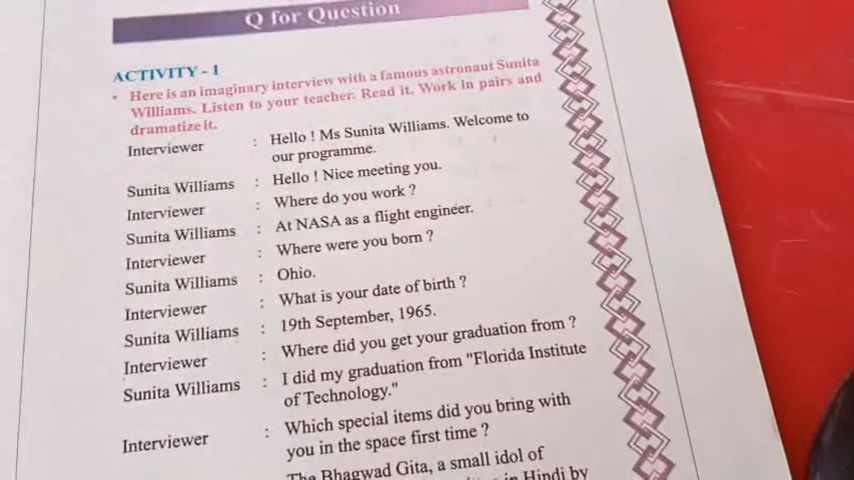 Q for Question
ACTIVITY - 1
• Here is an imaginary interview with a famous astronaut Sunita
Williams. Listen to your teacher. Read it. Work in pairs and
dramatize it.
Interviewer : Hello ! Ms Sunita Williams. Welcome to
our programme.
Sunita Williams : Hello ! Nice meeting you.
Interviewer : Where do you work ?
Sunita Williams : At NASA as a flight engineer.
Interviewer : Where were you born ?
Sunita Williams : Ohio.
Interviewer : What is your date of birth ?
Sunita Williams : 19th September, 1965.
Interviewer : Where did you get your graduation from ?
Sunita Williams : I did my graduation from "Florida Institute
of Technology."
Interviewer : Which special items did you bring with
you in the space first time ?
The Bhagwad Gita, a small idol of
in Hindi by